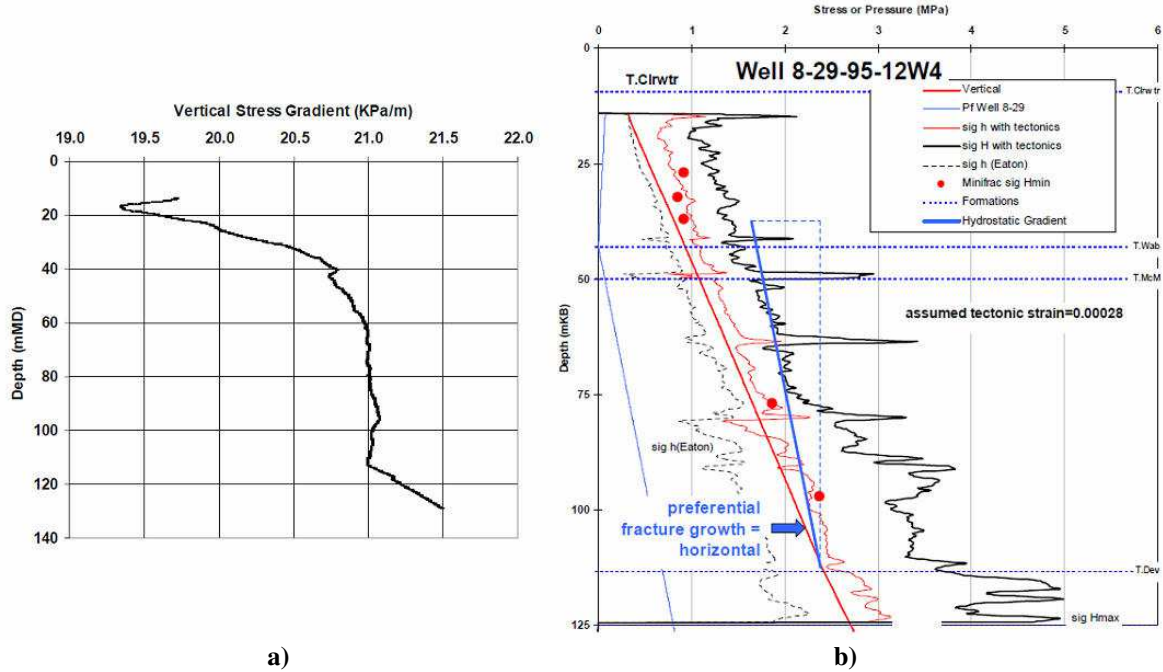 Vertical Stress Gradient (KPa/m)
19.0 19.5 20.0 20.5 21.0 21.5 22.0
Depth (mMD)
0
20
40
60
80
100
120
140
a)
Stress or Pressure (MPa)
0 1 2 3 4 5 6
Depth (mKB)
0
25
50
75
100
125
T.Clrwtr
Well 8-29-95-12W4
Vertical
Pf Well 8-29
sig h with tectonics
sig H with tectonics
sig h (Eaton)
Minifrac sig Hmin
Formations
Hydrostatic Gradient
T.Clrwtr
T.Wab
T.McM
assumed tectonic strain=0.00028
sig h(Eaton)
preferential
fracture growth =
horizontal
T.Dev
sig Hmax
b)